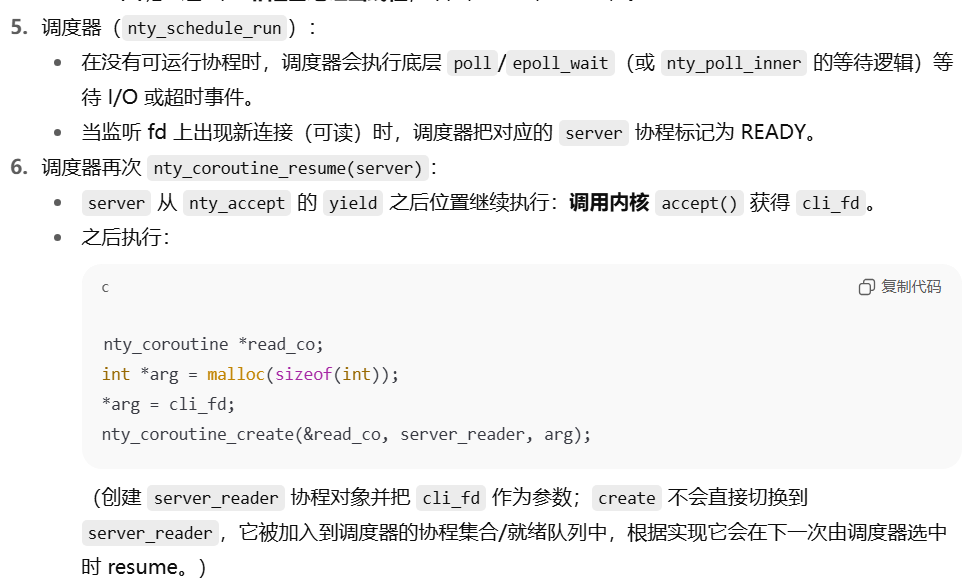 5. 调度器（nty_schedule_run）：
• 在没有可运行协程时，调度器会执行底层 poll/epoll_wait（或 nty_poll_inner 的等待逻辑）等
待 I/O 或超时事件。
• 当监听 fd 上出现新连接（可读）时，调度器把对应的 server 协程标记为 READY。
6. 调度器再次 nty_coroutine_resume(server)：
• server 从 nty_accept 的 yield 之后位置继续执行：调用内核 accept() 获得 cli_fd。
• 之后执行：
c 复制代码
nty_coroutine *read_co;
int *arg = malloc(sizeof(int));
*arg = cli_fd;
nty_coroutine_create(&read_co, server_reader, arg);
（创建 server_reader 协程对象并把 cli_fd 作为参数；create 不会直接切换到
server_reader，它被加入到调度器的协程集合/就绪队列中，根据实现它会在下一次由调度器选中
时 resume。）